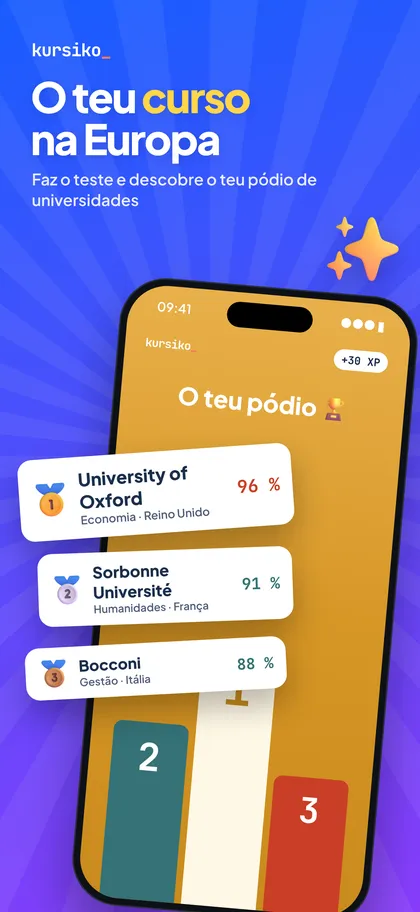 kursiko_
O teu curso
na Europa
Faz o teste e descobre o teu pódio de
universidades
09:41
kursiko_
+30 XP
O teu pódio
1
University of
Oxford
Economia · Reino Unido
96 %
2
Sorbonne
Université
Humanidades · França
91 %
3
Bocconi
Gestão · Itália
88 %
1
2
3